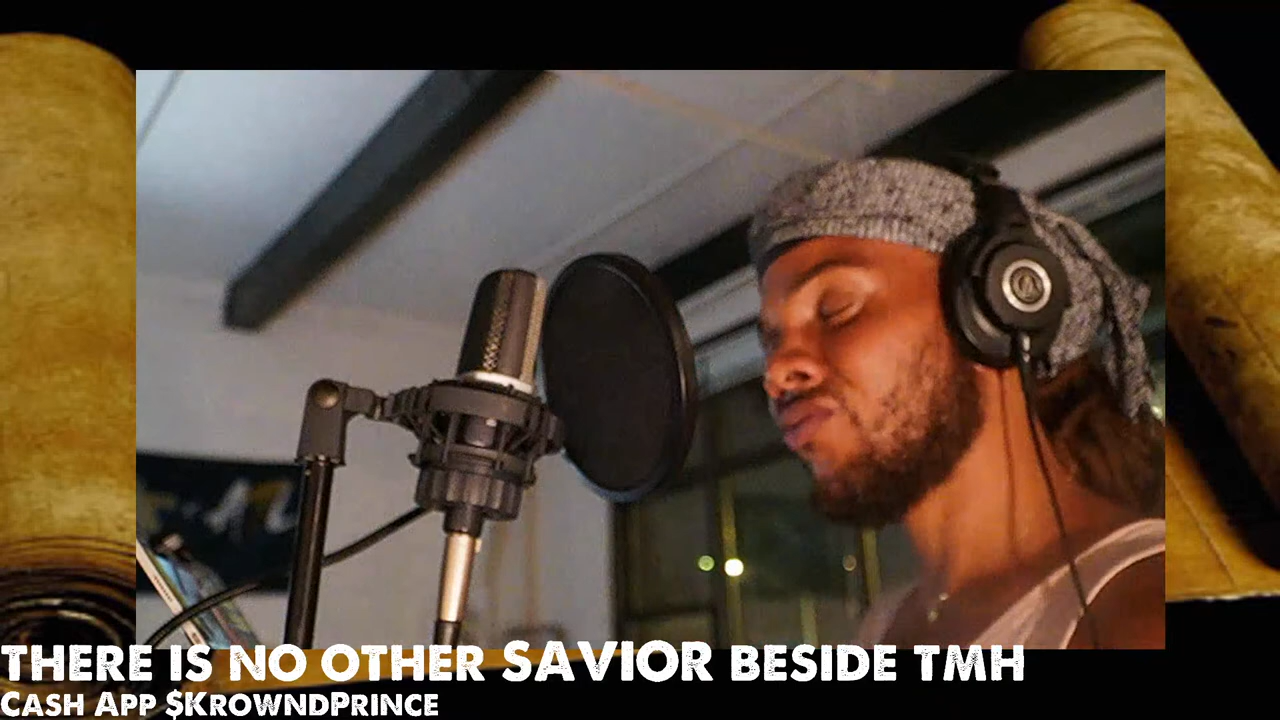 THERE IS NO OTHER SAVIOR BESIDE TMH
CASH APP $KROWNDPRINCE